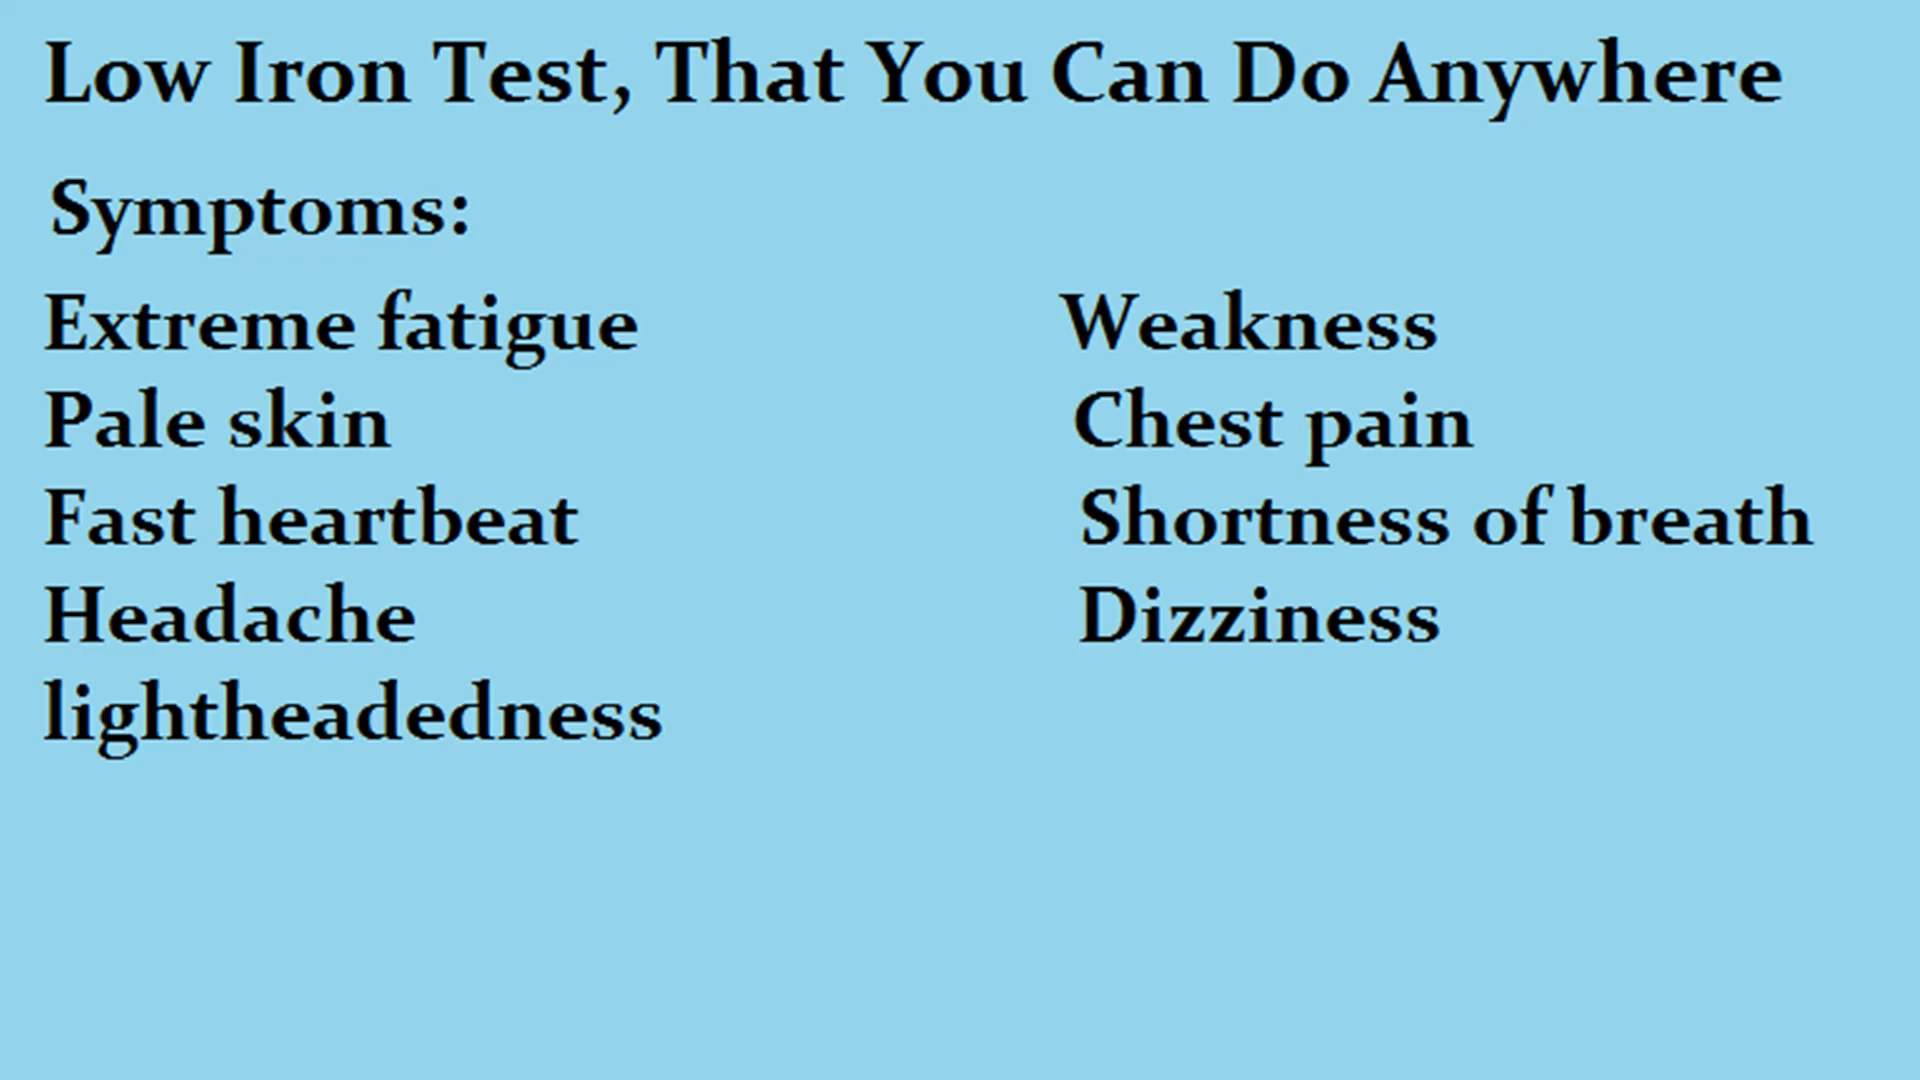 Low Iron Test, That You Can Do Anywhere
Symptoms:
Extreme fatigue
Pale skin
Fast heartbeat
Headache
lightheadedness
Weakness
Chest pain
Shortness of breath
Dizziness